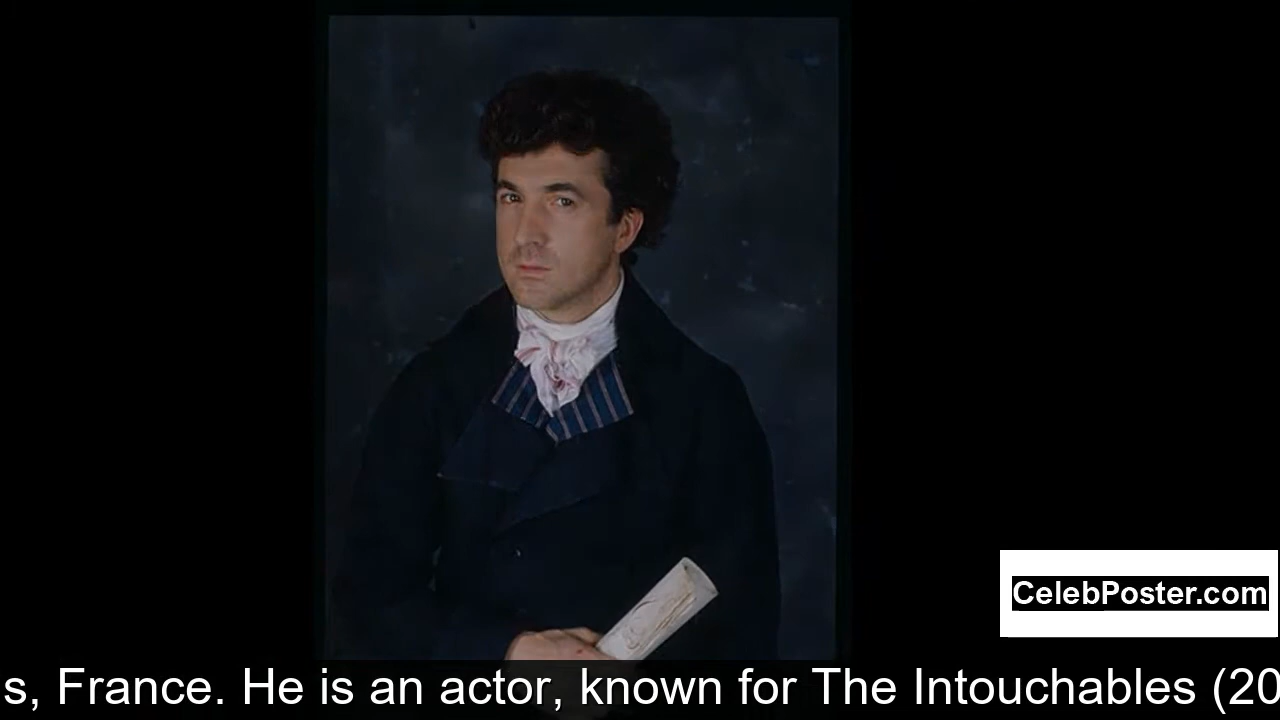 CelebPoster.com
s, France. He is an actor, known for The Intouchables (20